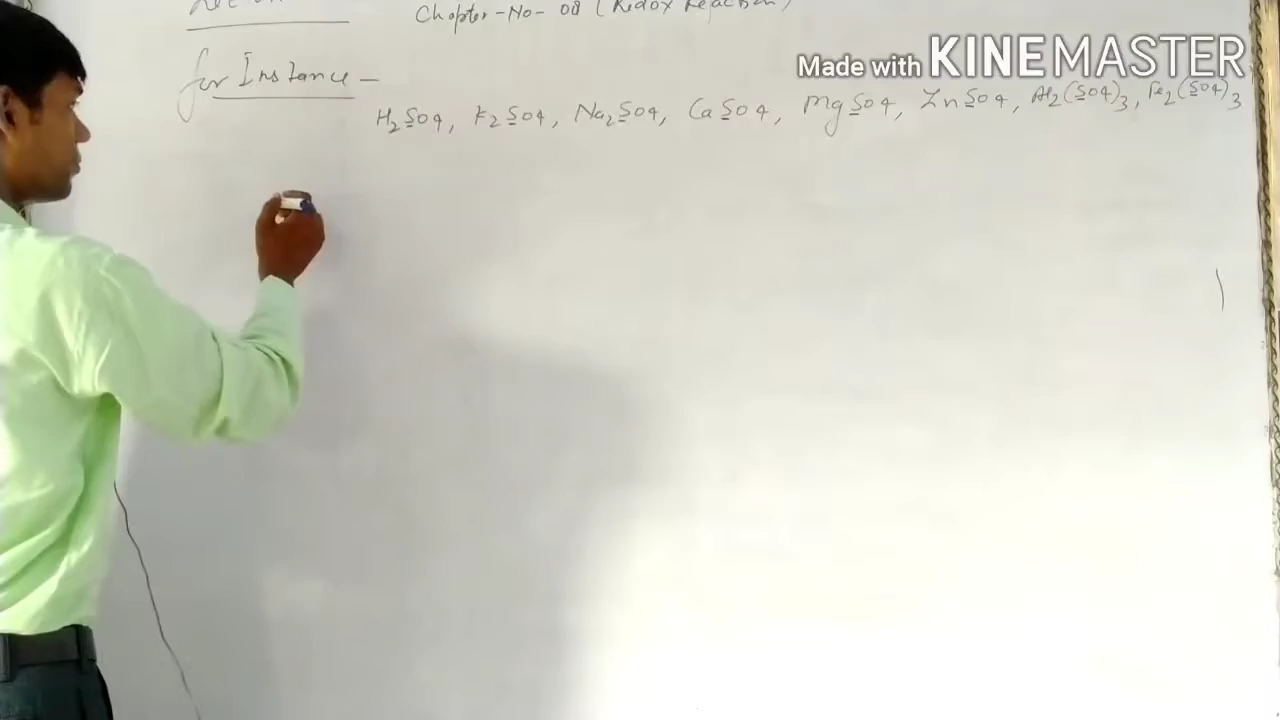 Chapter-No-08 (Redox Reaction)
Made with KINEMASTER
for Instance -
H2SO4, K2SO4, Na2SO4, CaSO4, MgSO4, ZnSO4, Al2(SO4)3, Fe2(SO4)3